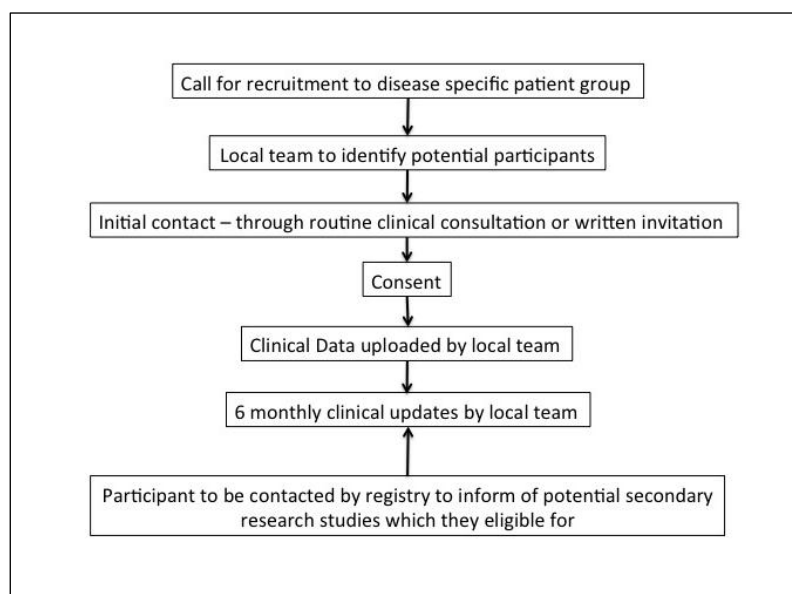 Call for recruitment to disease specific patient group
Local team to identify potential participants
Initial contact – through routine clinical consultation or written invitation
Consent
Clinical Data uploaded by local team
6 monthly clinical updates by local team
Participant to be contacted by registry to inform of potential secondary
research studies which they eligible for